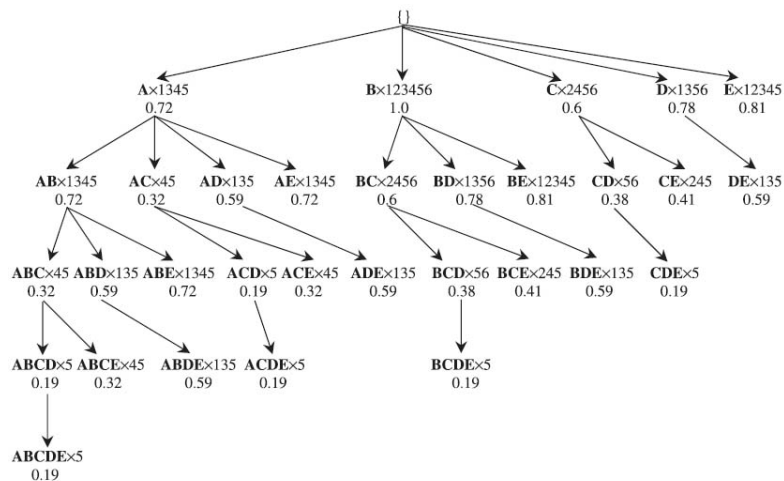 {}
A×1345 B×123456 C×2456 D×1356 E×12345
0.72 1.0 0.6 0.78 0.81
AB×1345 AC×45 AD×135 AE×1345 BC×2456 BD×1356 BE×12345 CD×56 CE×245 DE×135
0.72 0.32 0.59 0.72 0.6 0.78 0.81 0.38 0.41 0.59
ABC×45 ABD×135 ABE×1345 ACD×5 ACE×45 ADE×135 BCD×56 BCE×245 BDE×135 CDE×5
0.32 0.59 0.72 0.19 0.32 0.59 0.38 0.41 0.59 0.19
ABCD×5 ABCE×45 ABDE×135 ACDE×5 BCDE×5
0.19 0.32 0.59 0.19 0.19
ABCDE×5
0.19